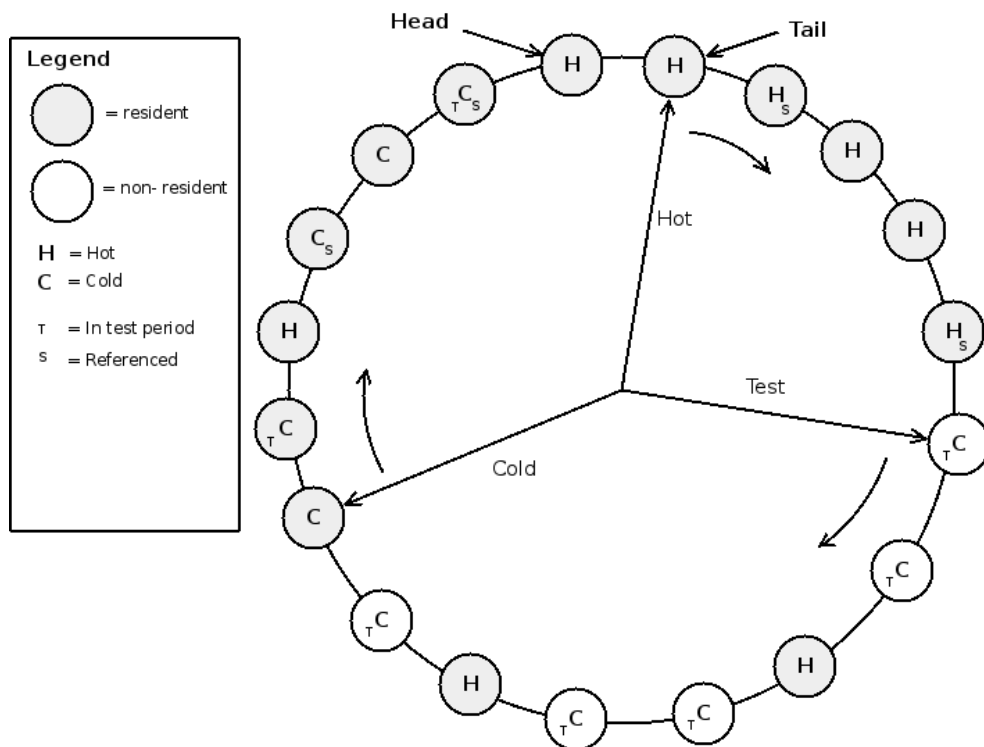 Legend
= resident
= non- resident
H = Hot
C = Cold
T = In test period
S = Referenced
Head
Tail
H
H
TCS
HS
C
H
CS
H
H
HS
TC
C
TC
TC
TC
H
H
TC
TC
Hot
Test
Cold